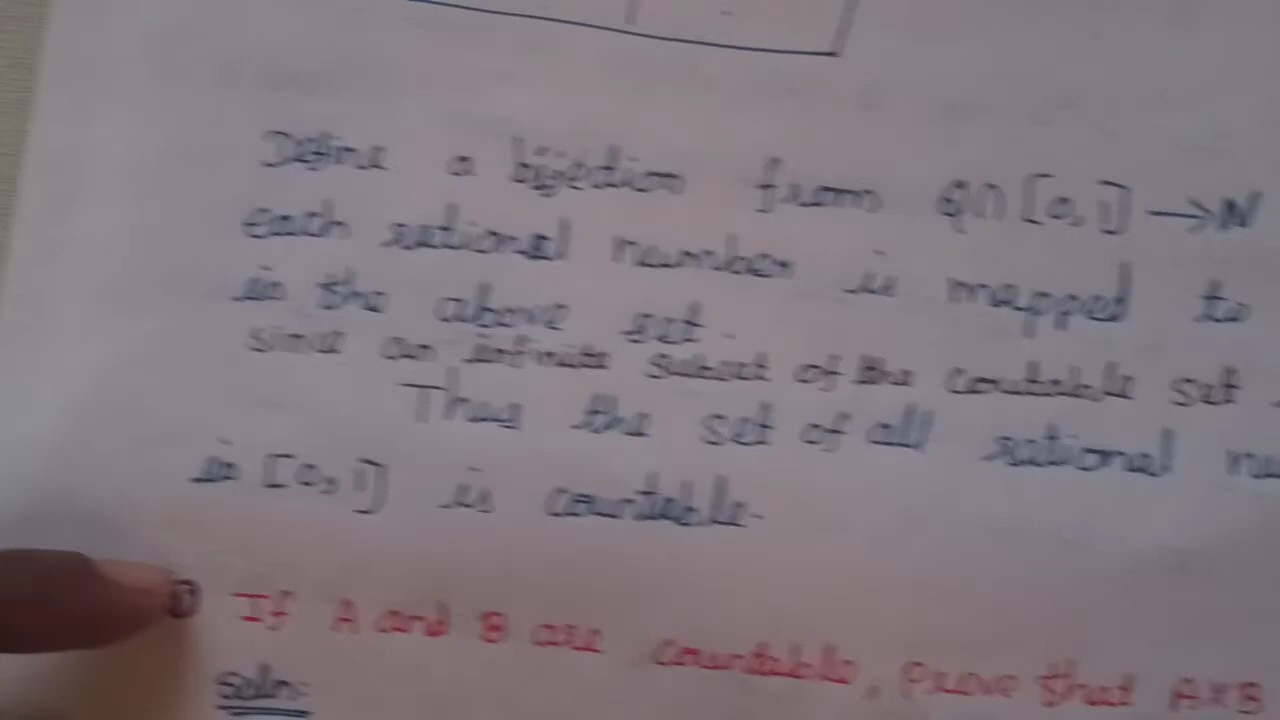 Define a bijection from Q∩[0,1]→N
each rational number is mapped to
in the above set.
since an infinite subset of the coutable set
Thus the set of all rational
in [0,1] is countable.
If A and B are countable, Prove that A×B
Soln: